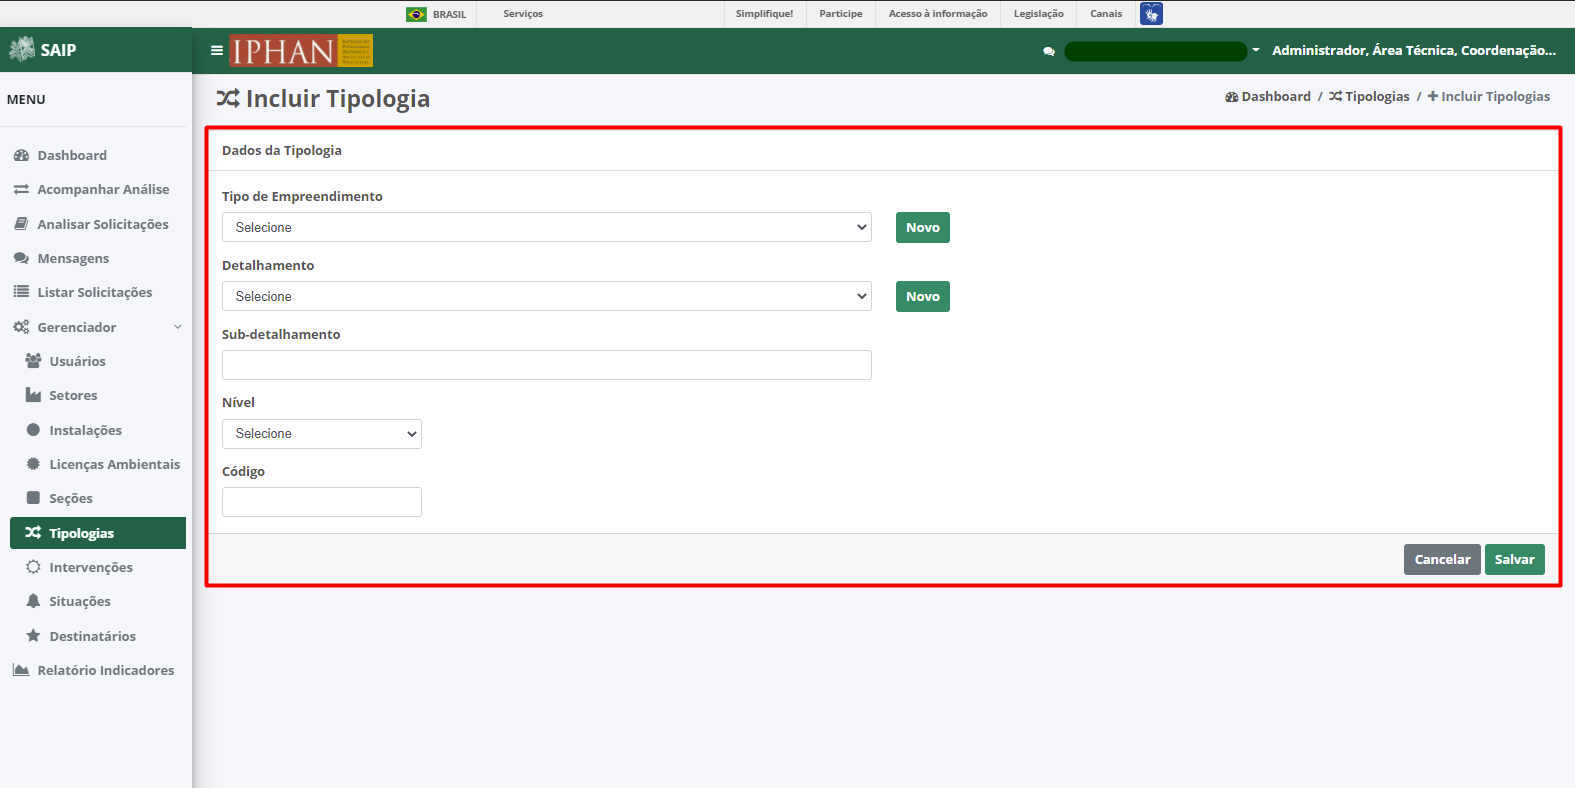 BRASIL
Serviços
Simplifique!
Participe
Acesso à informação
Legislação
Canais
SAIP
IPHAN
Administrador, Área Técnica, Coordenação...
MENU
Dashboard
Acompanhar Análise
Analisar Solicitações
Mensagens
Listar Solicitações
Gerenciador
Usuários
Setores
Instalações
Licenças Ambientais
Seções
Tipologias
Intervenções
Situações
Destinatários
Relatório Indicadores
Incluir Tipologia
Dashboard / Tipologias / Incluir Tipologias
Dados da Tipologia
Tipo de Empreendimento
Selecione
Novo
Detalhamento
Selecione
Novo
Sub-detalhamento
Nível
Selecione
Código
Cancelar
Salvar